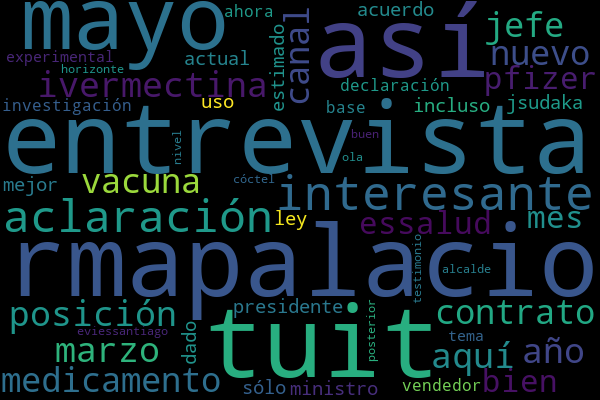 mayo
ahora
así
acuerdo
jefe
experimental
horizonte
actual
estimado
canal
nuevo
ivermectina
declaración
pfizer
investigación
uso
base
incluso
jsudaka
entrevista
buen
nivel
ola
mejor
vacuna
cóctel
interesante
aclaración
ley
essalud
mes
rmapalacio
testimonio
alcalde
posición
presidente
posterior
contrato
eviessantiago
tuit
marzo
dado
tema
aquí
año
medicamento
sólo
ministro
vendedor
bien